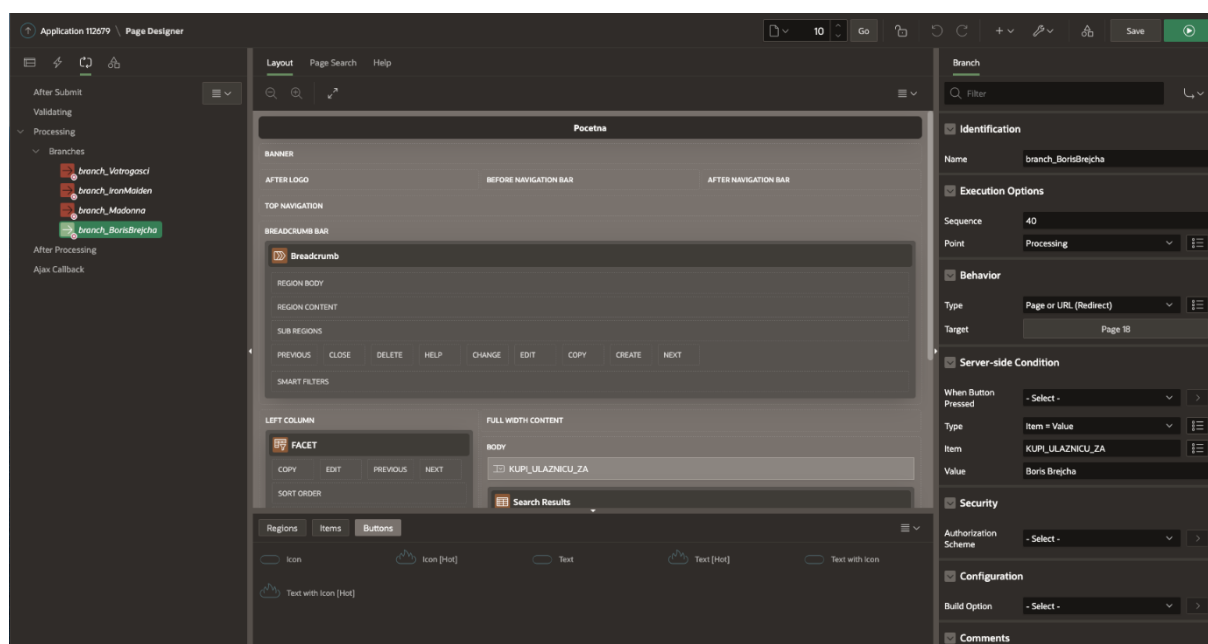 Application 112679 \ Page Designer
10 Go Save
After Submit
Validating
Processing
Branches
branch_Vatrogasci
branch_IronMaiden
branch_Madonna
branch_BorisBrejcha
After Processing
Ajax Callback
Layout Page Search Help
Pocetna
BANNER
AFTER LOGO BEFORE NAVIGATION BAR AFTER NAVIGATION BAR
TOP NAVIGATION
BREADCRUMB BAR
Breadcrumb
REGION BODY
REGION CONTENT
SUB REGIONS
PREVIOUS CLOSE DELETE HELP CHANGE EDIT COPY CREATE NEXT
SMART FILTERS
LEFT COLUMN FULL WIDTH CONTENT
FACET
BODY
COPY EDIT PREVIOUS NEXT
KUPI_ULAZNICU_ZA
SORT ORDER
Search Results
Regions Items Buttons
Icon Icon [Hot] Text Text [Hot] Text with Icon
Text with Icon [Hot]
Branch
Filter
Identification
Name branch_BorisBrejcha
Execution Options
Sequence 40
Point Processing
Behavior
Type Page or URL (Redirect)
Target Page 18
Server-side Condition
When Button Pressed - Select -
Type Item = Value
Item KUPI_ULAZNICU_ZA
Value Boris Brejcha
Security
Authorization Scheme - Select -
Configuration
Build Option - Select -
Comments